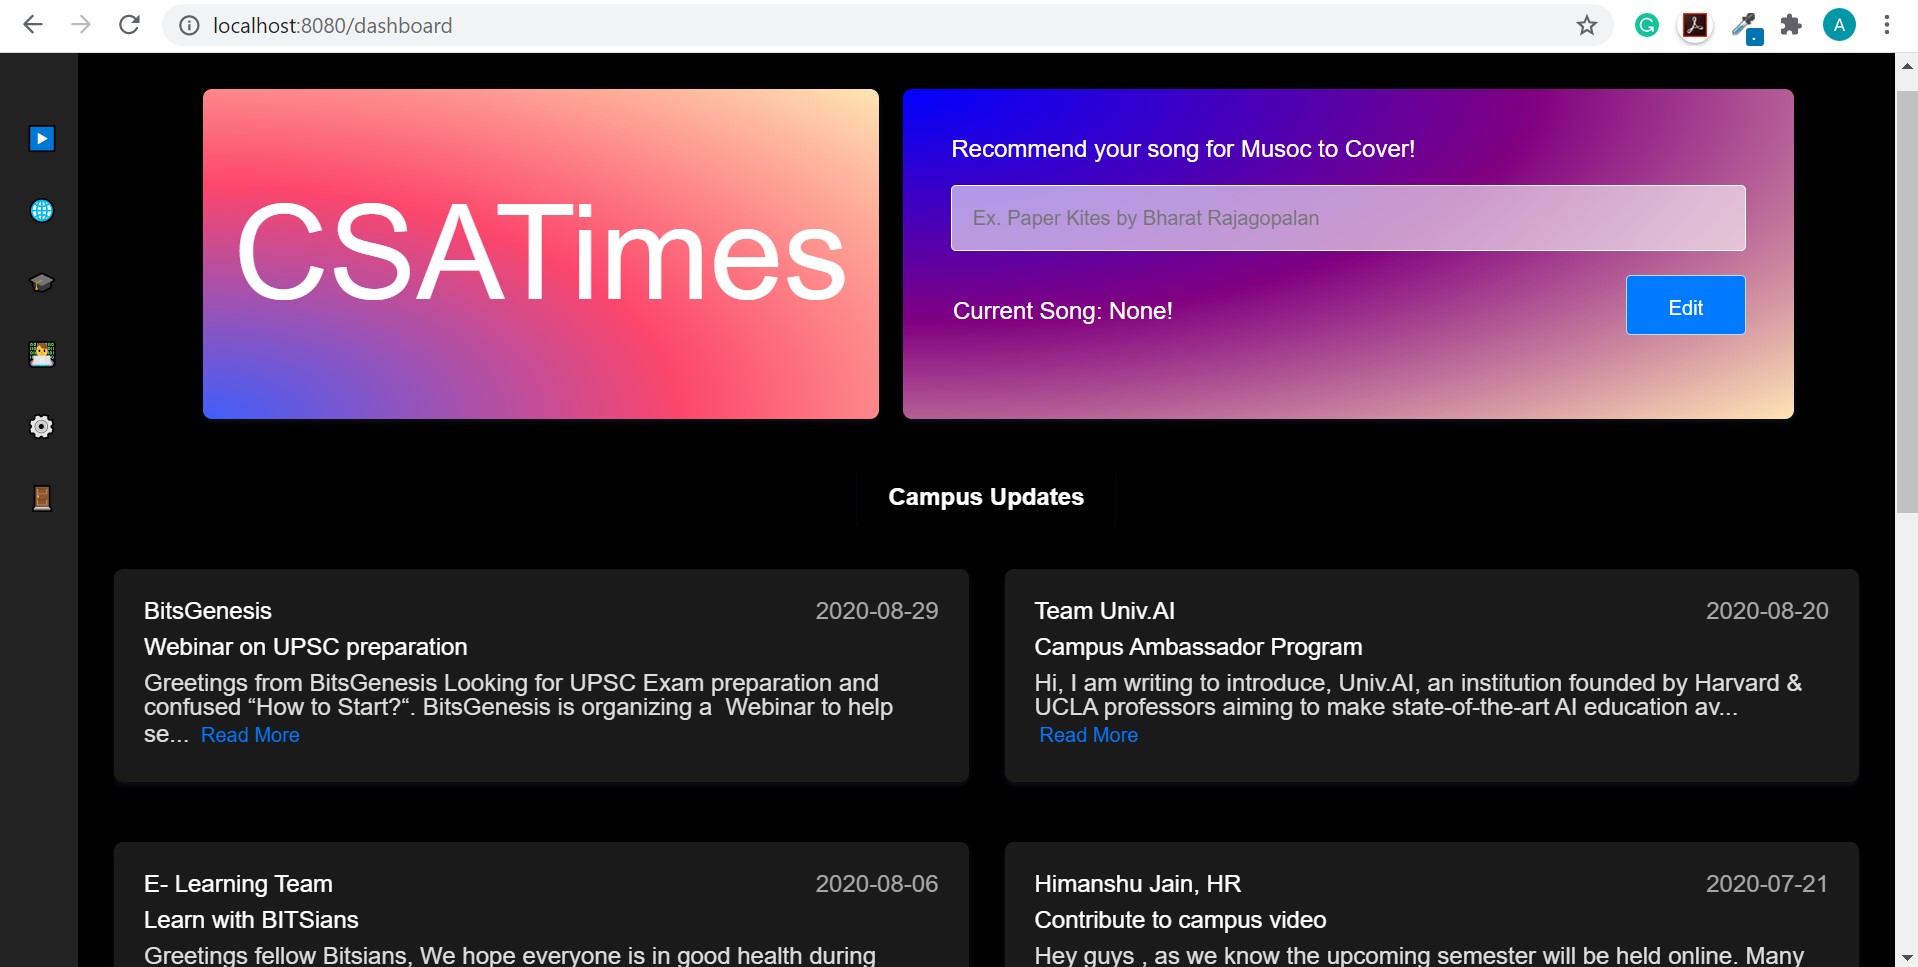 localhost:8080/dashboard
A
CSATimes
Recommend your song for Musoc to Cover!
Ex. Paper Kites by Bharat Rajagopalan
Current Song: None!
Edit
Campus Updates
BitsGenesis
2020-08-29
Webinar on UPSC preparation
Greetings from BitsGenesis Looking for UPSC Exam preparation and
confused “How to Start?“. BitsGenesis is organizing a  Webinar to help
se... Read More
Team Univ.AI
2020-08-20
Campus Ambassador Program
Hi, I am writing to introduce, Univ.AI, an institution founded by Harvard &
UCLA professors aiming to make state-of-the-art AI education av...
Read More
E- Learning Team
2020-08-06
Learn with BITSians
Greetings fellow Bitsians, We hope everyone is in good health during
Himanshu Jain, HR
2020-07-21
Contribute to campus video
Hey guys , as we know the upcoming semester will be held online. Many